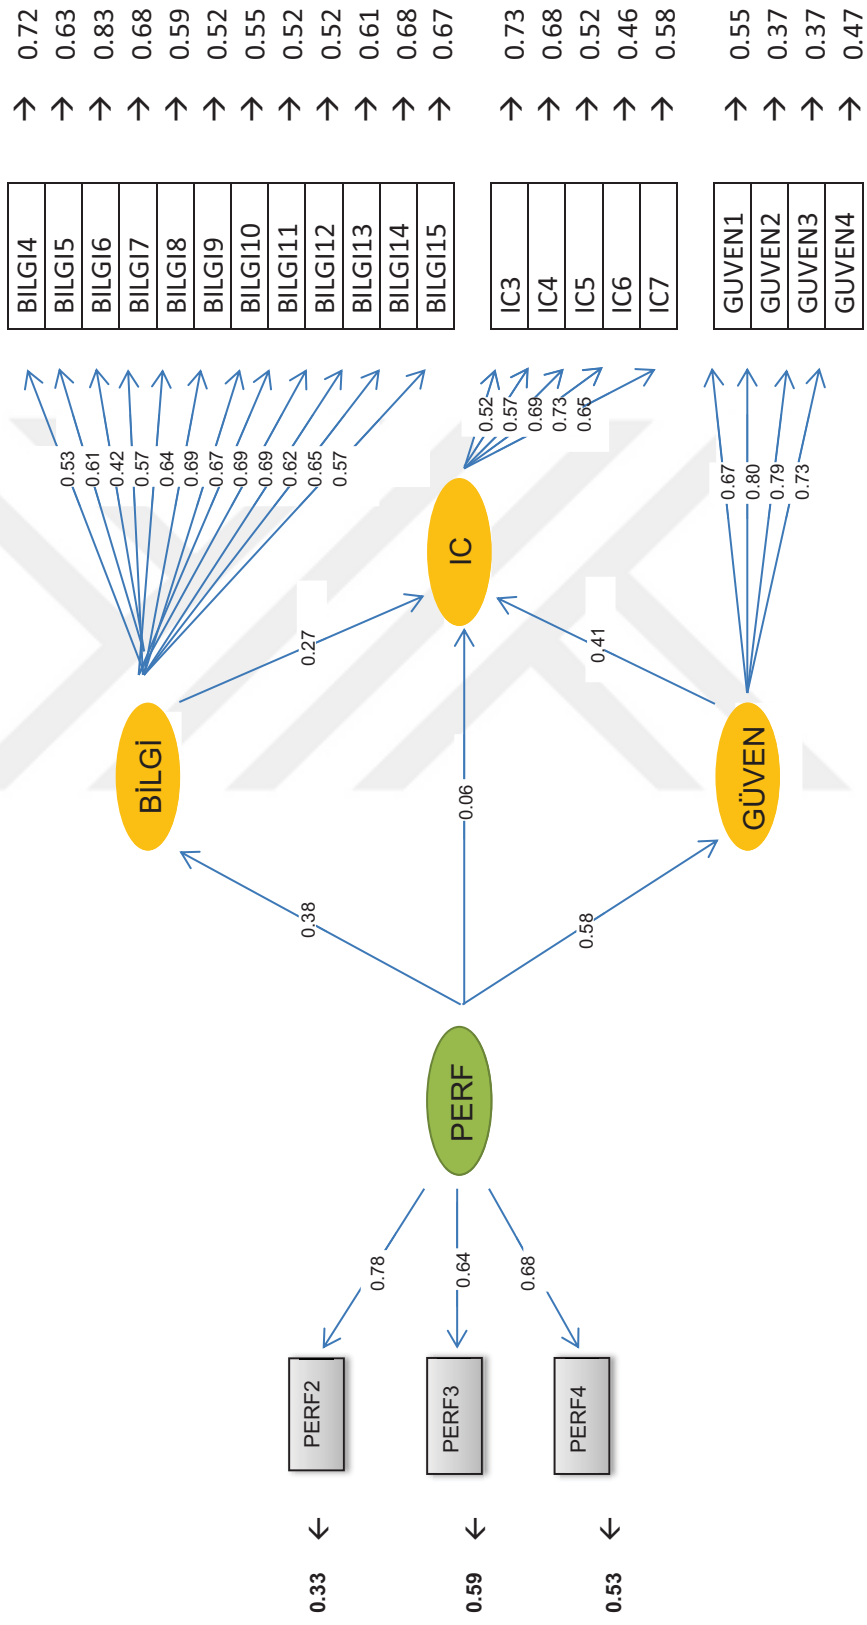 BILGI4 → 0.72
BILGI5 → 0.63
BILGI6 → 0.83
BILGI7 → 0.68
BILGI8 → 0.59
BILGI9 → 0.52
BILGI10 → 0.55
BILGI11 → 0.52
BILGI12 → 0.52
BILGI13 → 0.61
BILGI14 → 0.68
BILGI15 → 0.67
0.53
0.61
0.42
0.57
0.64
0.69
0.67
0.69
0.69
0.62
0.65
0.57
BİLGİ
0.38
0.27
0.33 ← PERF2
0.78
0.59 ← PERF3
0.64
0.53 ← PERF4
0.68
PERF
0.06
IC
0.52
0.57
0.69
0.73
0.65
IC3 → 0.73
IC4 → 0.68
IC5 → 0.52
IC6 → 0.46
IC7 → 0.58
0.58
0.41
GÜVEN
0.67
0.80
0.79
0.73
GUVEN1 → 0.55
GUVEN2 → 0.37
GUVEN3 → 0.37
GUVEN4 → 0.47